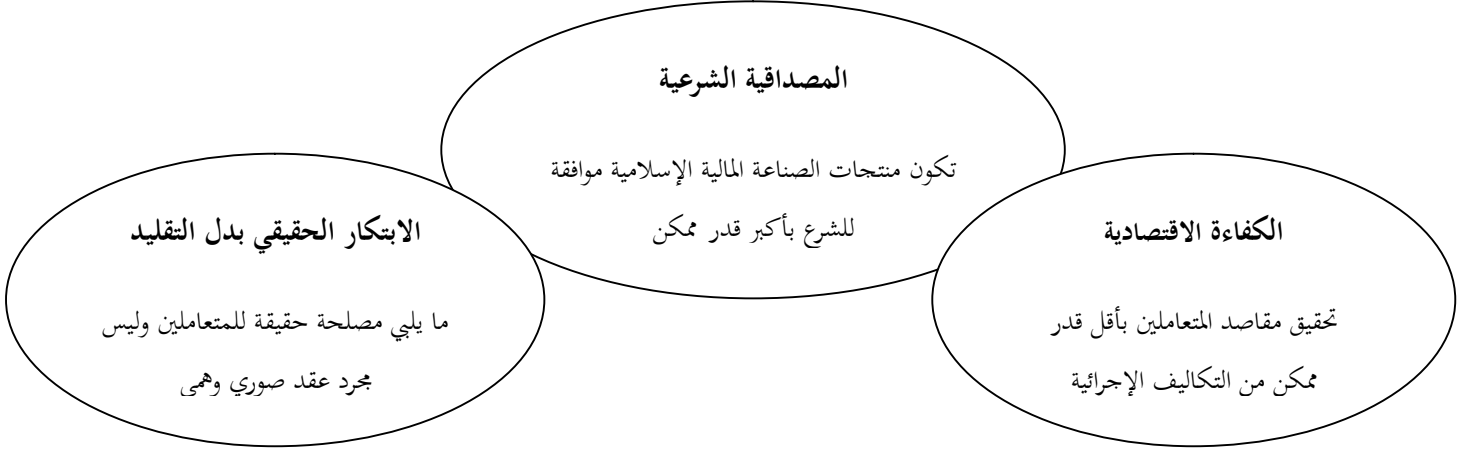 المصداقية الشرعية
تكون منتجات الصناعة المالية الإسلامية موافقة
للشرع بأكبر قدر ممكن
الكفاءة الاقتصادية
تحقيق مقاصد المتعاملين بأقل قدر
ممكن من التكاليف الإجرائية
الابتكار الحقيقي بدل التقليد
ما يلبي مصلحة حقيقة للمتعاملين وليس
مجرد عقد صوري وهمي